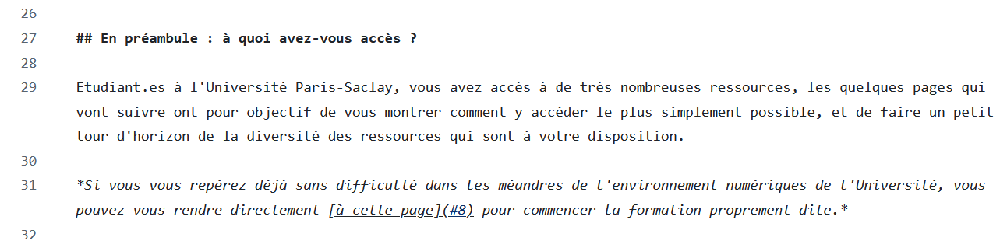 26
27 ## En préambule : à quoi avez-vous accès ?
28
29 Etudiant.es à l'Université Paris-Saclay, vous avez accès à de très nombreuses ressources, les quelques pages qui
vont suivre ont pour objectif de vous montrer comment y accéder le plus simplement possible, et de faire un petit
tour d'horizon de la diversité des ressources qui sont à votre disposition.
30
31 *Si vous vous repérez déjà sans difficulté dans les méandres de l'environnement numériques de l'Université, vous
pouvez vous rendre directement [à cette page](#8) pour commencer la formation proprement dite.*
32